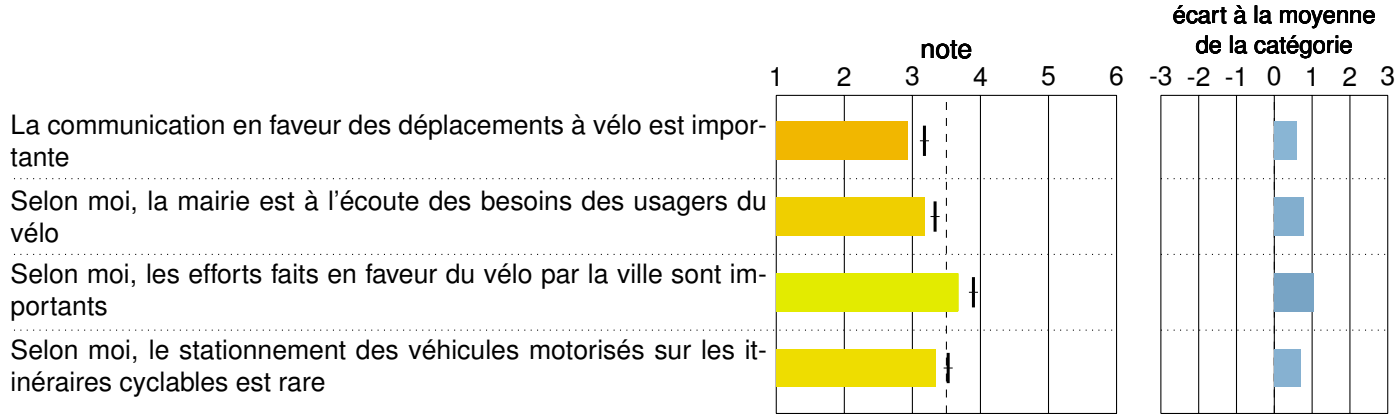 écart à la moyenne
de la catégorie
note
1 2 3 4 5 6
-3 -2 -1 0 1 2 3
La communication en faveur des déplacements à vélo est impor-
tante
Selon moi, la mairie est à l'écoute des besoins des usagers du
vélo
Selon moi, les efforts faits en faveur du vélo par la ville sont im-
portants
Selon moi, le stationnement des véhicules motorisés sur les it-
inéraires cyclables est rare